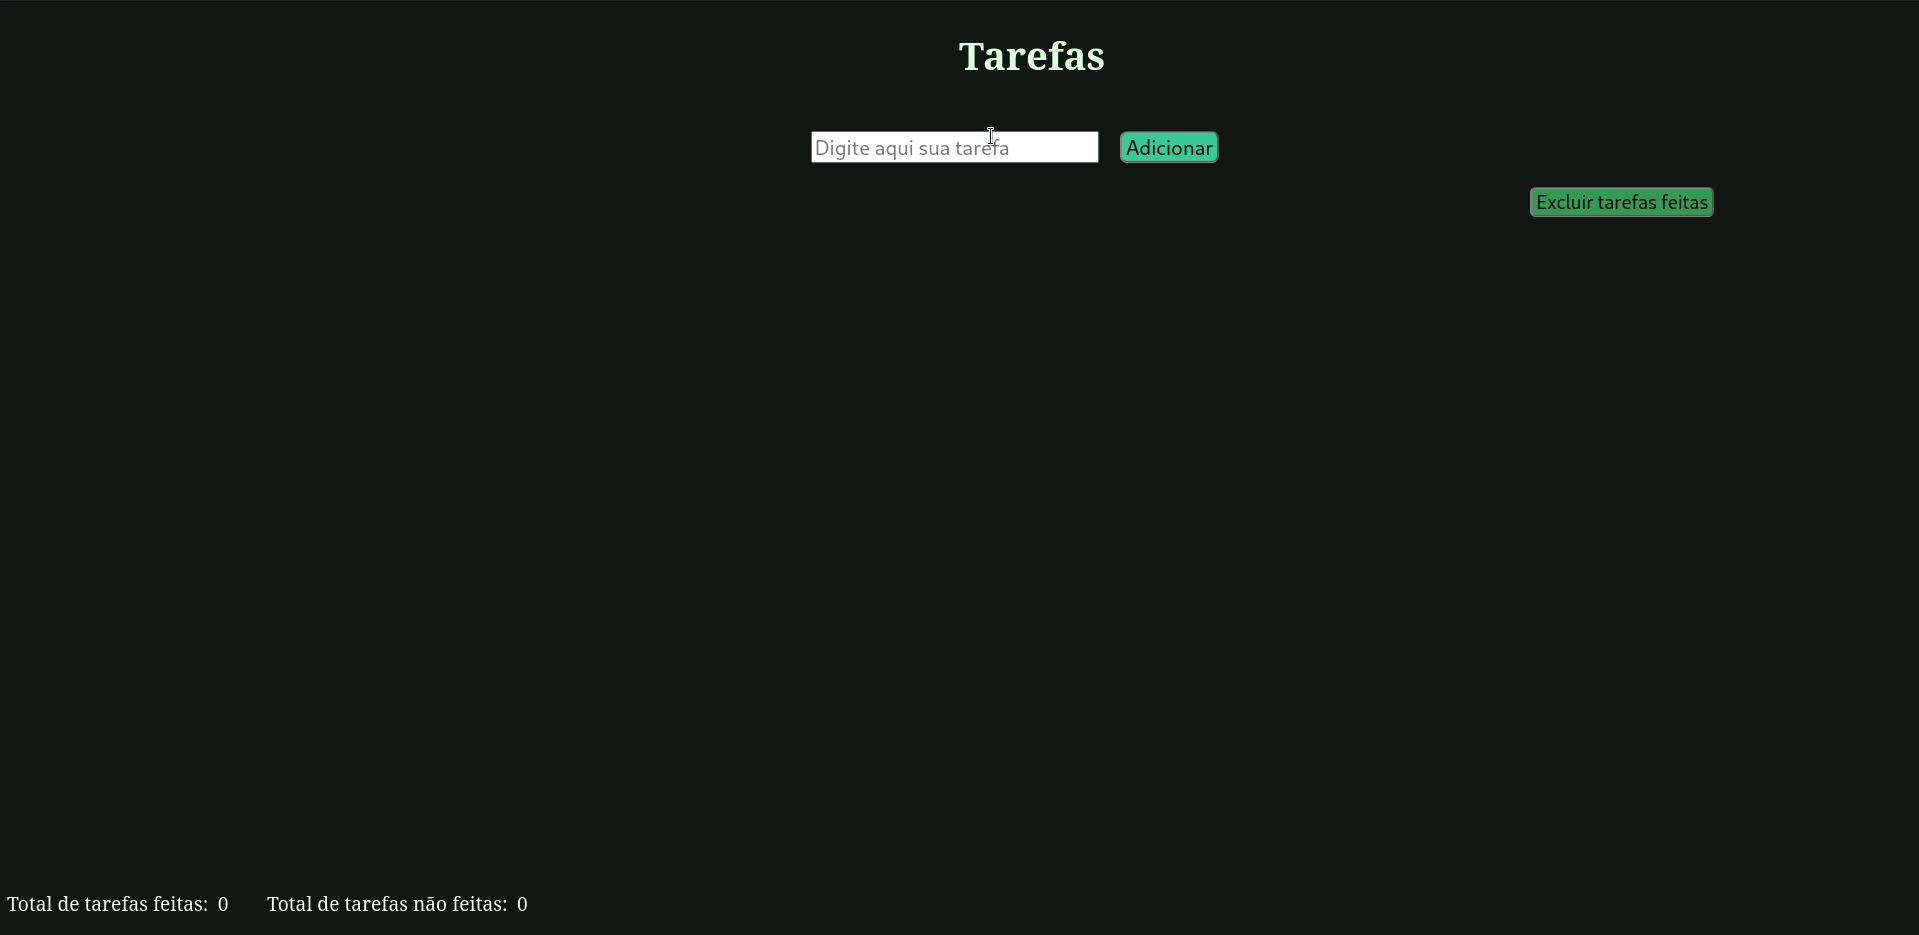 Tarefas
Digite aqui sua tarefa
Adicionar
Excluir tarefas feitas
Total de tarefas feitas: 0 Total de tarefas não feitas: 0